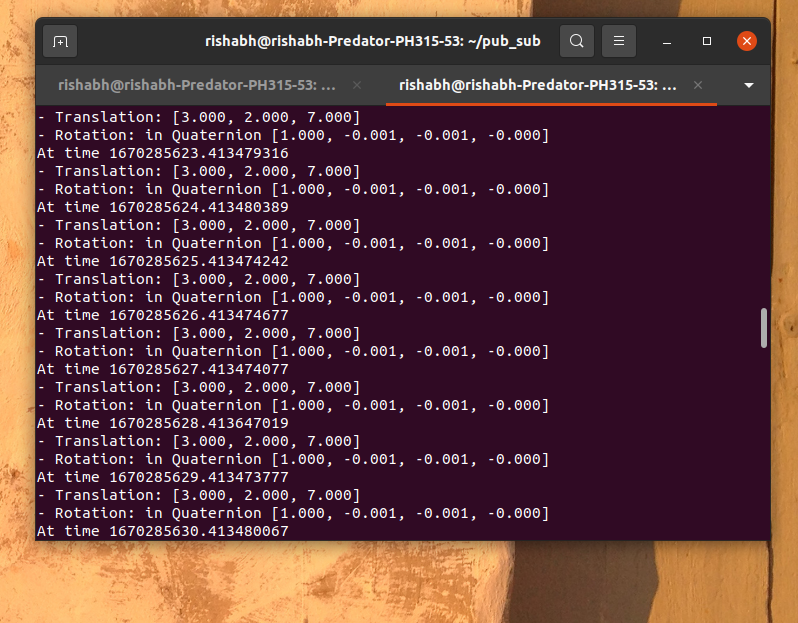 rishabh@rishabh-Predator-PH315-53: ~/pub_sub
rishabh@rishabh-Predator-PH315-53: ...
rishabh@rishabh-Predator-PH315-53: ...
- Translation: [3.000, 2.000, 7.000]
- Rotation: in Quaternion [1.000, -0.001, -0.001, -0.000]
At time 1670285623.413479316
- Translation: [3.000, 2.000, 7.000]
- Rotation: in Quaternion [1.000, -0.001, -0.001, -0.000]
At time 1670285624.413480389
- Translation: [3.000, 2.000, 7.000]
- Rotation: in Quaternion [1.000, -0.001, -0.001, -0.000]
At time 1670285625.413474242
- Translation: [3.000, 2.000, 7.000]
- Rotation: in Quaternion [1.000, -0.001, -0.001, -0.000]
At time 1670285626.413474677
- Translation: [3.000, 2.000, 7.000]
- Rotation: in Quaternion [1.000, -0.001, -0.001, -0.000]
At time 1670285627.413474077
- Translation: [3.000, 2.000, 7.000]
- Rotation: in Quaternion [1.000, -0.001, -0.001, -0.000]
At time 1670285628.413647019
- Translation: [3.000, 2.000, 7.000]
- Rotation: in Quaternion [1.000, -0.001, -0.001, -0.000]
At time 1670285629.413473777
- Translation: [3.000, 2.000, 7.000]
- Rotation: in Quaternion [1.000, -0.001, -0.001, -0.000]
At time 1670285630.413480067